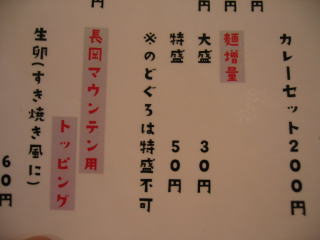 カレーセット200円
麺増量
大盛 30円
特盛 50円
※のどぐろは特盛不可
長岡マウンテン用
トッピング
生卵(すき焼き風に)
60円